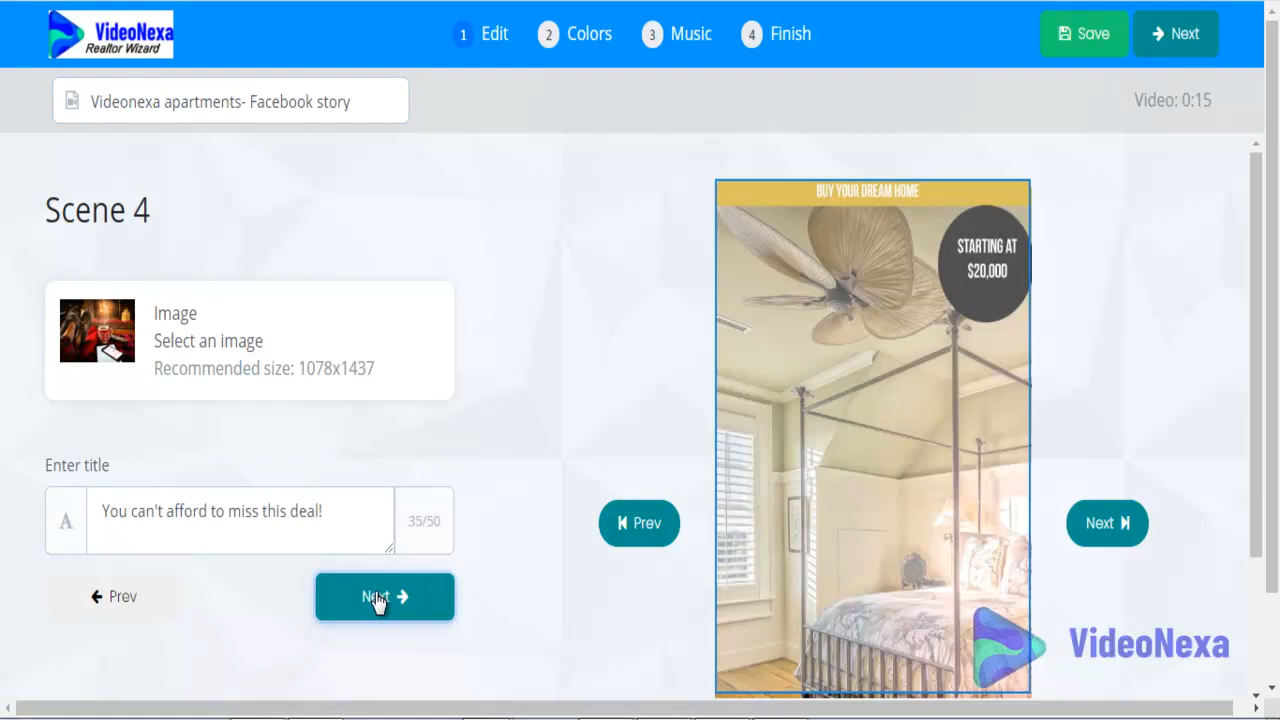 VideoNexa
Realtor Wizard
1 Edit
2 Colors
3 Music
4 Finish
Save
Next
Videonexa apartments- Facebook story
Video: 0:15
Scene 4
Image
Select an image
Recommended size: 1078x1437
Enter title
A
You can't afford to miss this deal!
35/50
Prev
Next
Prev
BUY YOUR DREAM HOME
STARTING AT
$20,000
Next
VideoNexa